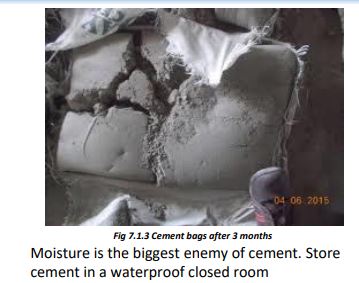 04 06 2015
Fig 7.1.3 Cement bags after 3 months
Moisture is the biggest enemy of cement. Store
cement in a waterproof closed room